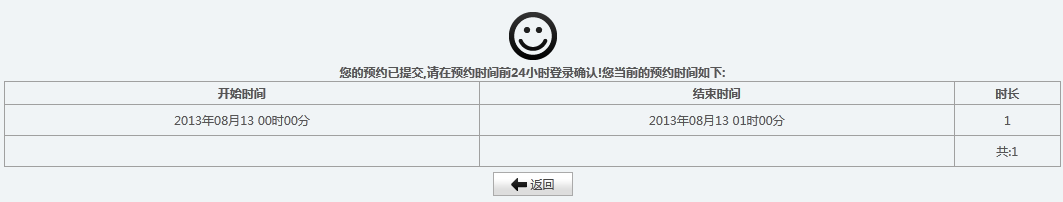 您的预约已提交,请在预约时间前24小时登录确认!您当前的预约时间如下:
开始时间 结束时间 时长
2013年08月13 00时00分 2013年08月13 01时00分 1
共:1
返回